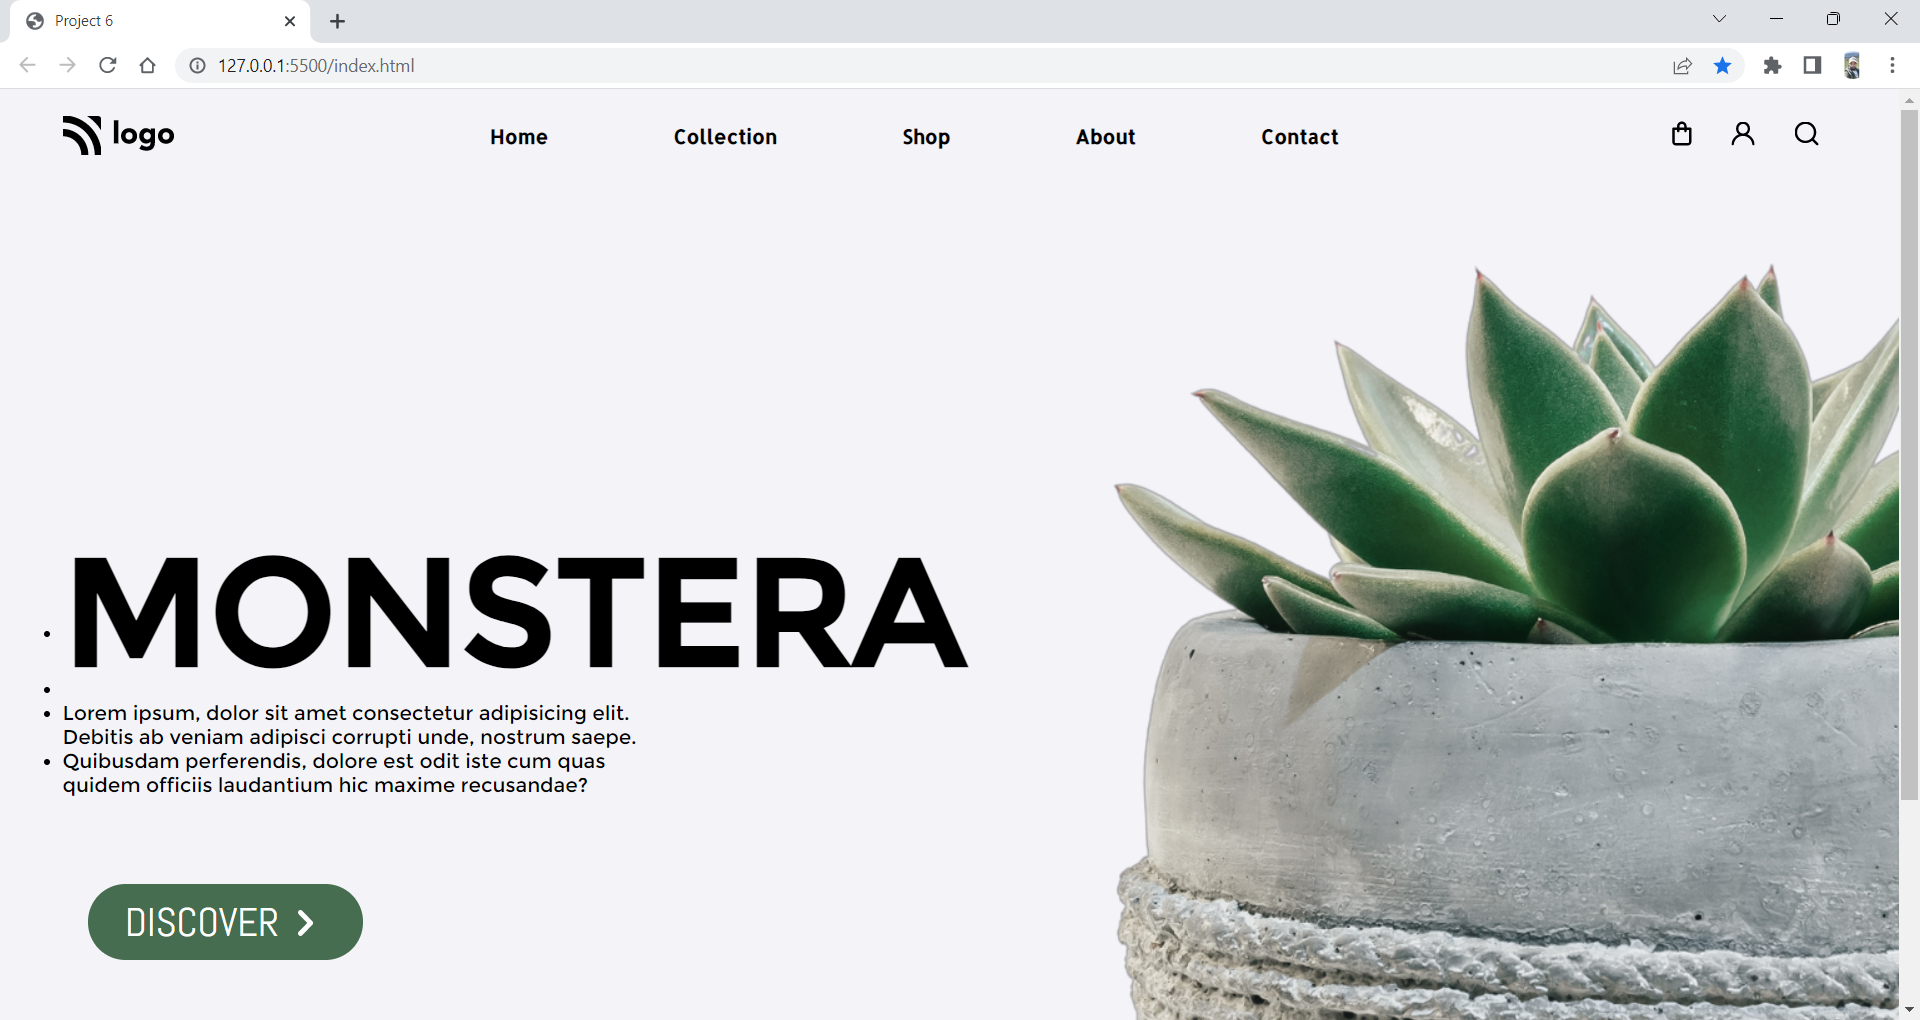 Project 6
127.0.0.1:5500/index.html
logo
Home Collection Shop About Contact
MONSTERA
Lorem ipsum, dolor sit amet consectetur adipisicing elit.
Debitis ab veniam adipisci corrupti unde, nostrum saepe.
Quibusdam perferendis, dolore est odit iste cum quas
quidem officiis laudantium hic maxime recusandae?
DISCOVER